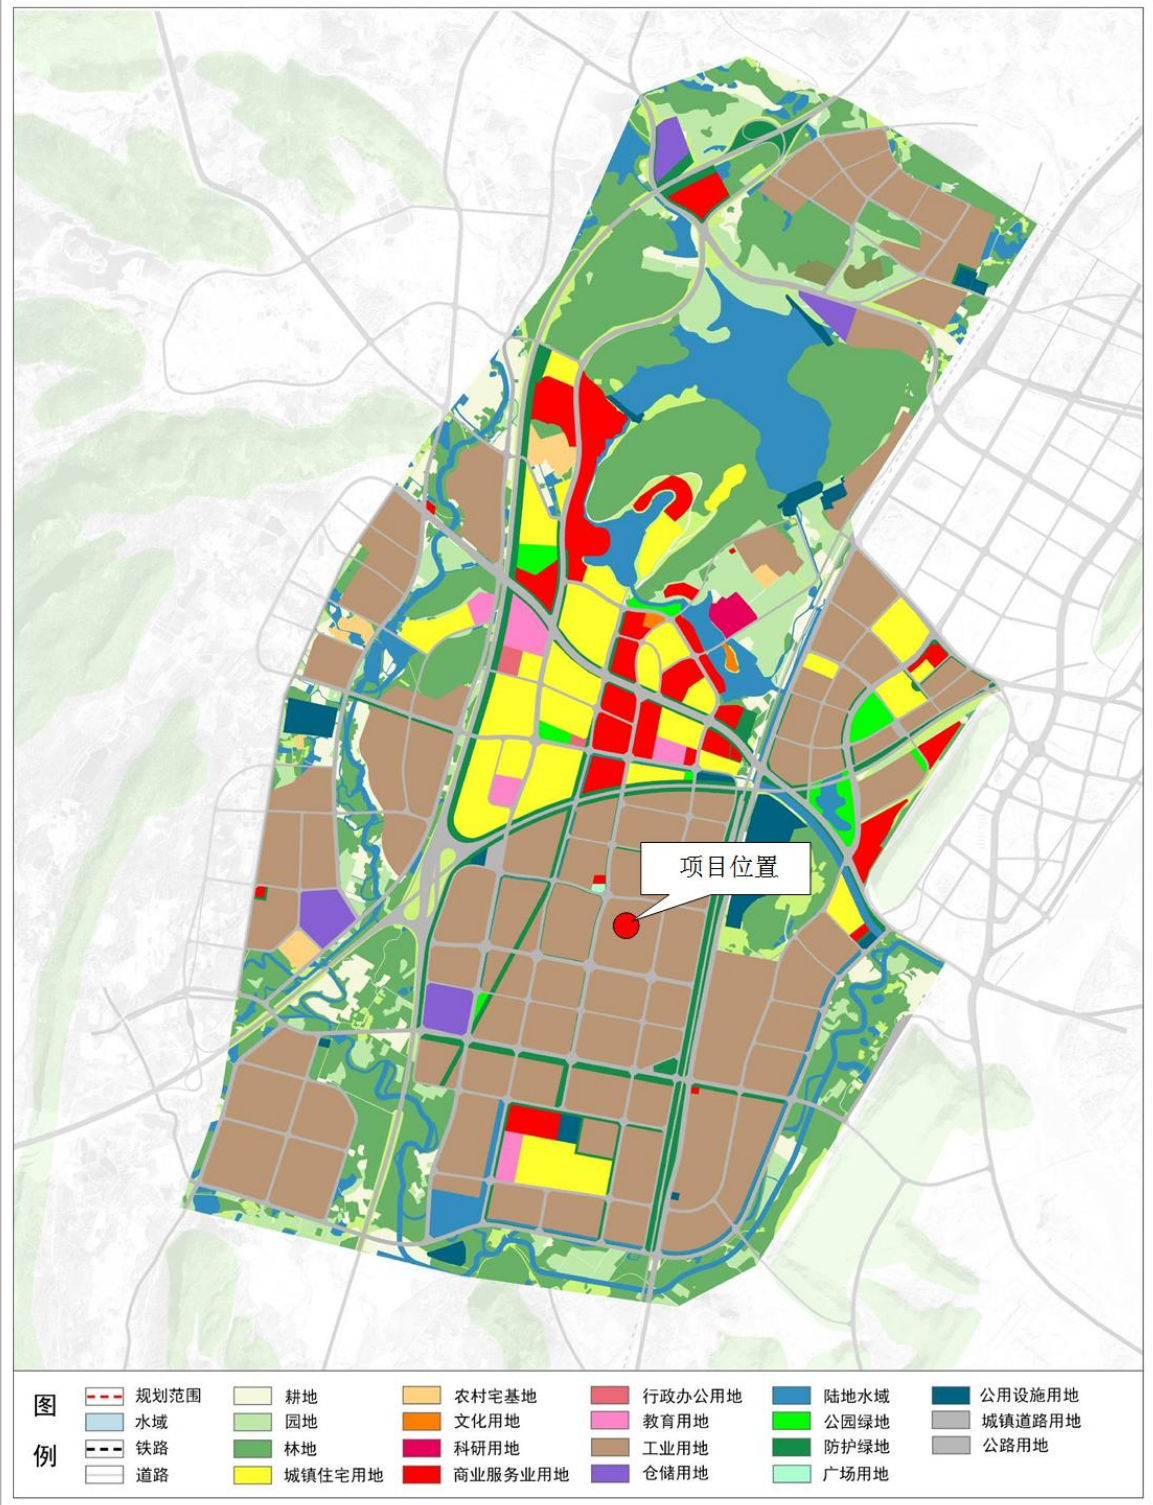 项目位置
图例
规划范围 耕地 农村宅基地 行政办公用地 陆地水域 公用设施用地
水域 园地 文化用地 教育用地 公园绿地 城镇道路用地
铁路 林地 科研用地 工业用地 防护绿地 公路用地
道路 城镇住宅用地 商业服务业用地 仓储用地 广场用地